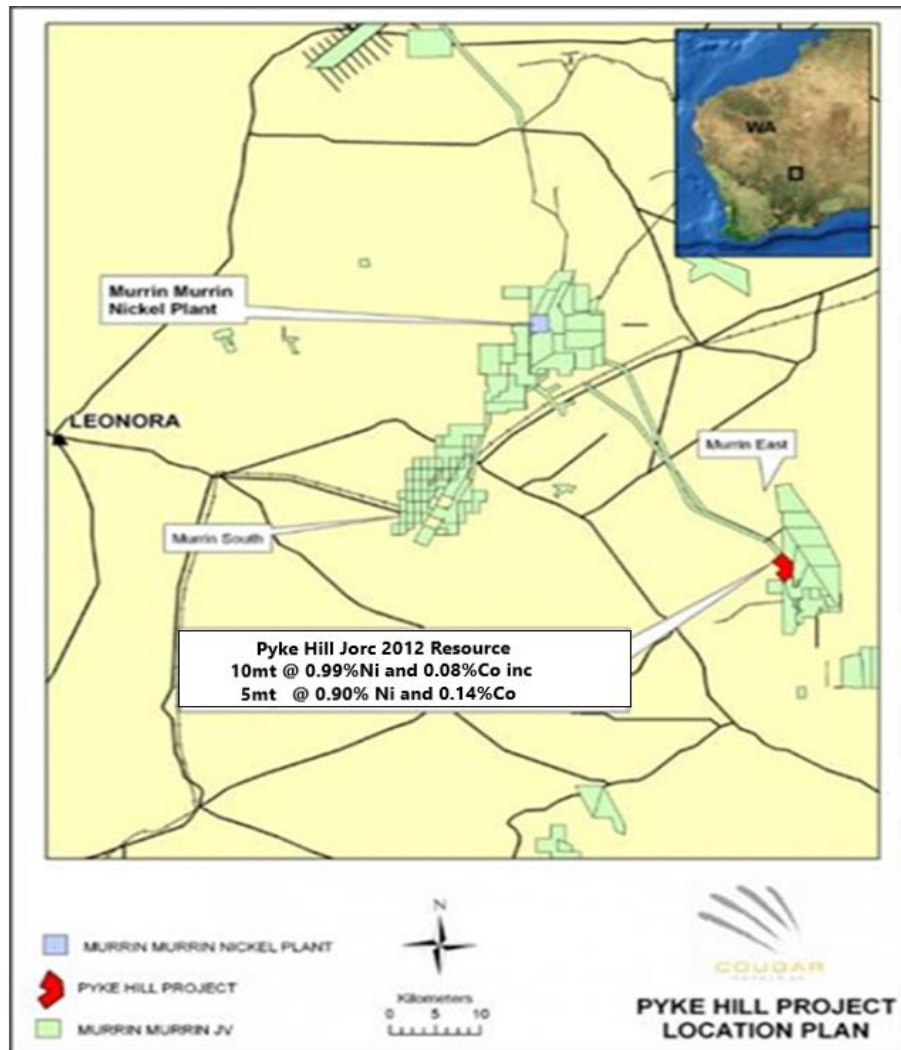 WA
Murrin Murrin
Nickel Plant
LEONORA
Murrin East
Murrin South
Pyke Hill Jorc 2012 Resource
10mt @ 0.99%Ni and 0.08%Co inc
5mt @ 0.90% Ni and 0.14%Co
MURRIN MURRIN NICKEL PLANT
PYKE HILL PROJECT
MURRIN MURRIN JV
N
Kilometers
0 5 10
COUGAR
PYKE HILL PROJECT
LOCATION PLAN